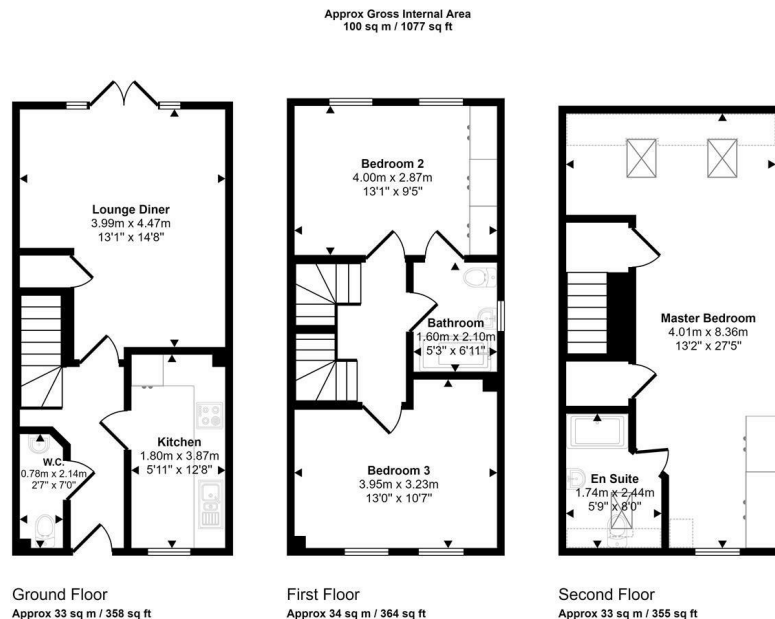 Approx Gross Internal Area
100 sq m / 1077 sq ft
Lounge Diner
3.99m x 4.47m
13'1" x 14'8"
Kitchen
1.80m x 3.87m
5'11" x 12'8"
W.C.
0.78m x 2.14m
2'7" x 7'0"
Ground Floor
Approx 33 sq m / 358 sq ft
Bedroom 2
4.00m x 2.87m
13'1" x 9'5"
Bathroom
1.60m x 2.10m
5'3" x 6'11"
Bedroom 3
3.95m x 3.23m
13'0" x 10'7"
First Floor
Approx 34 sq m / 364 sq ft
Master Bedroom
4.01m x 8.36m
13'2" x 27'5"
En Suite
1.74m x 2.44m
5'9" x 8'0"
Second Floor
Approx 33 sq m / 355 sq ft